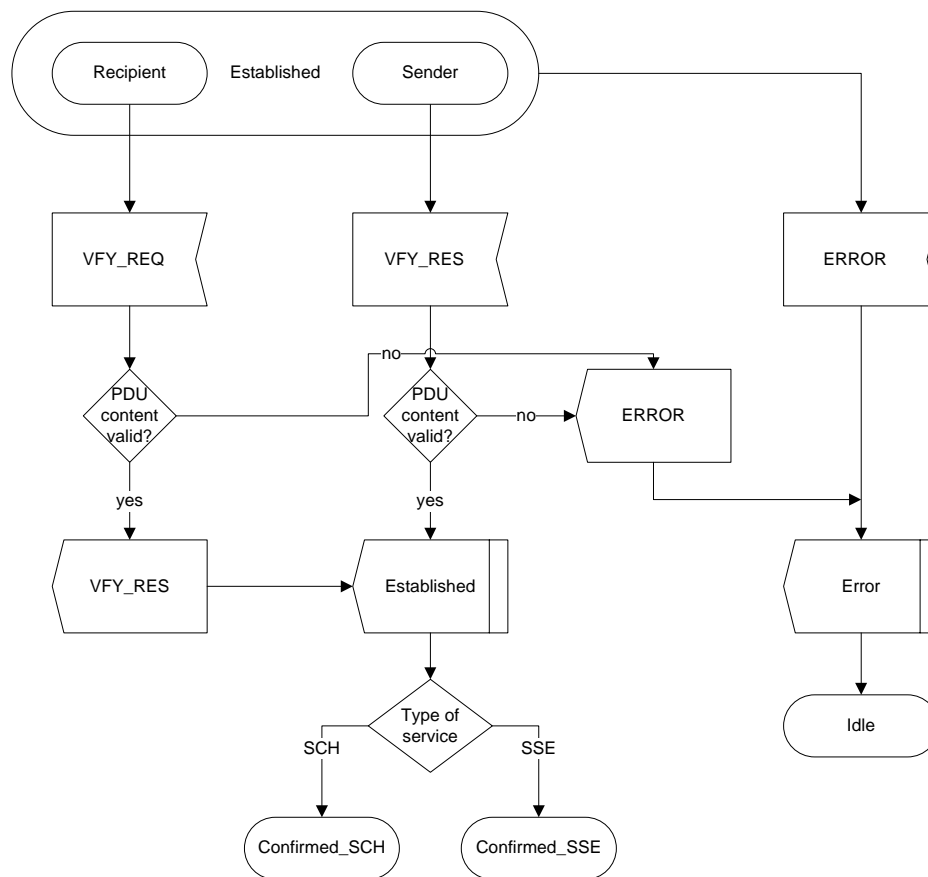 Recipient
Established
Sender
VFY_REQ
VFY_RES
ERROR
no
PDU
content
valid?
PDU
content
valid?
no
ERROR
yes
yes
VFY_RES
Established
Error
Type of
service
SCH
SSE
Idle
Confirmed_SCH
Confirmed_SSE